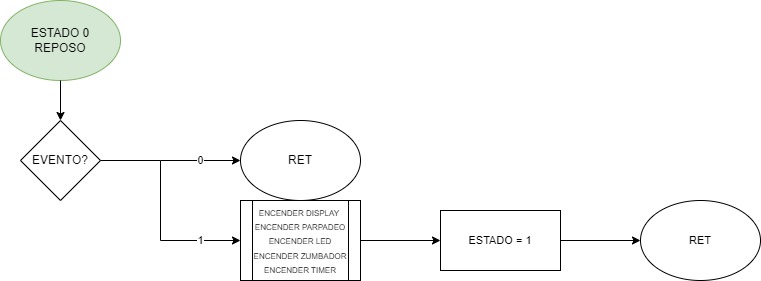 ESTADO 0
REPOSO
EVENTO?
0
RET
1
ENCENDER DISPLAY
ENCENDER PARPADEO
ENCENDER LED
ENCENDER ZUMBADOR
ENCENDER TIMER
ESTADO = 1
RET